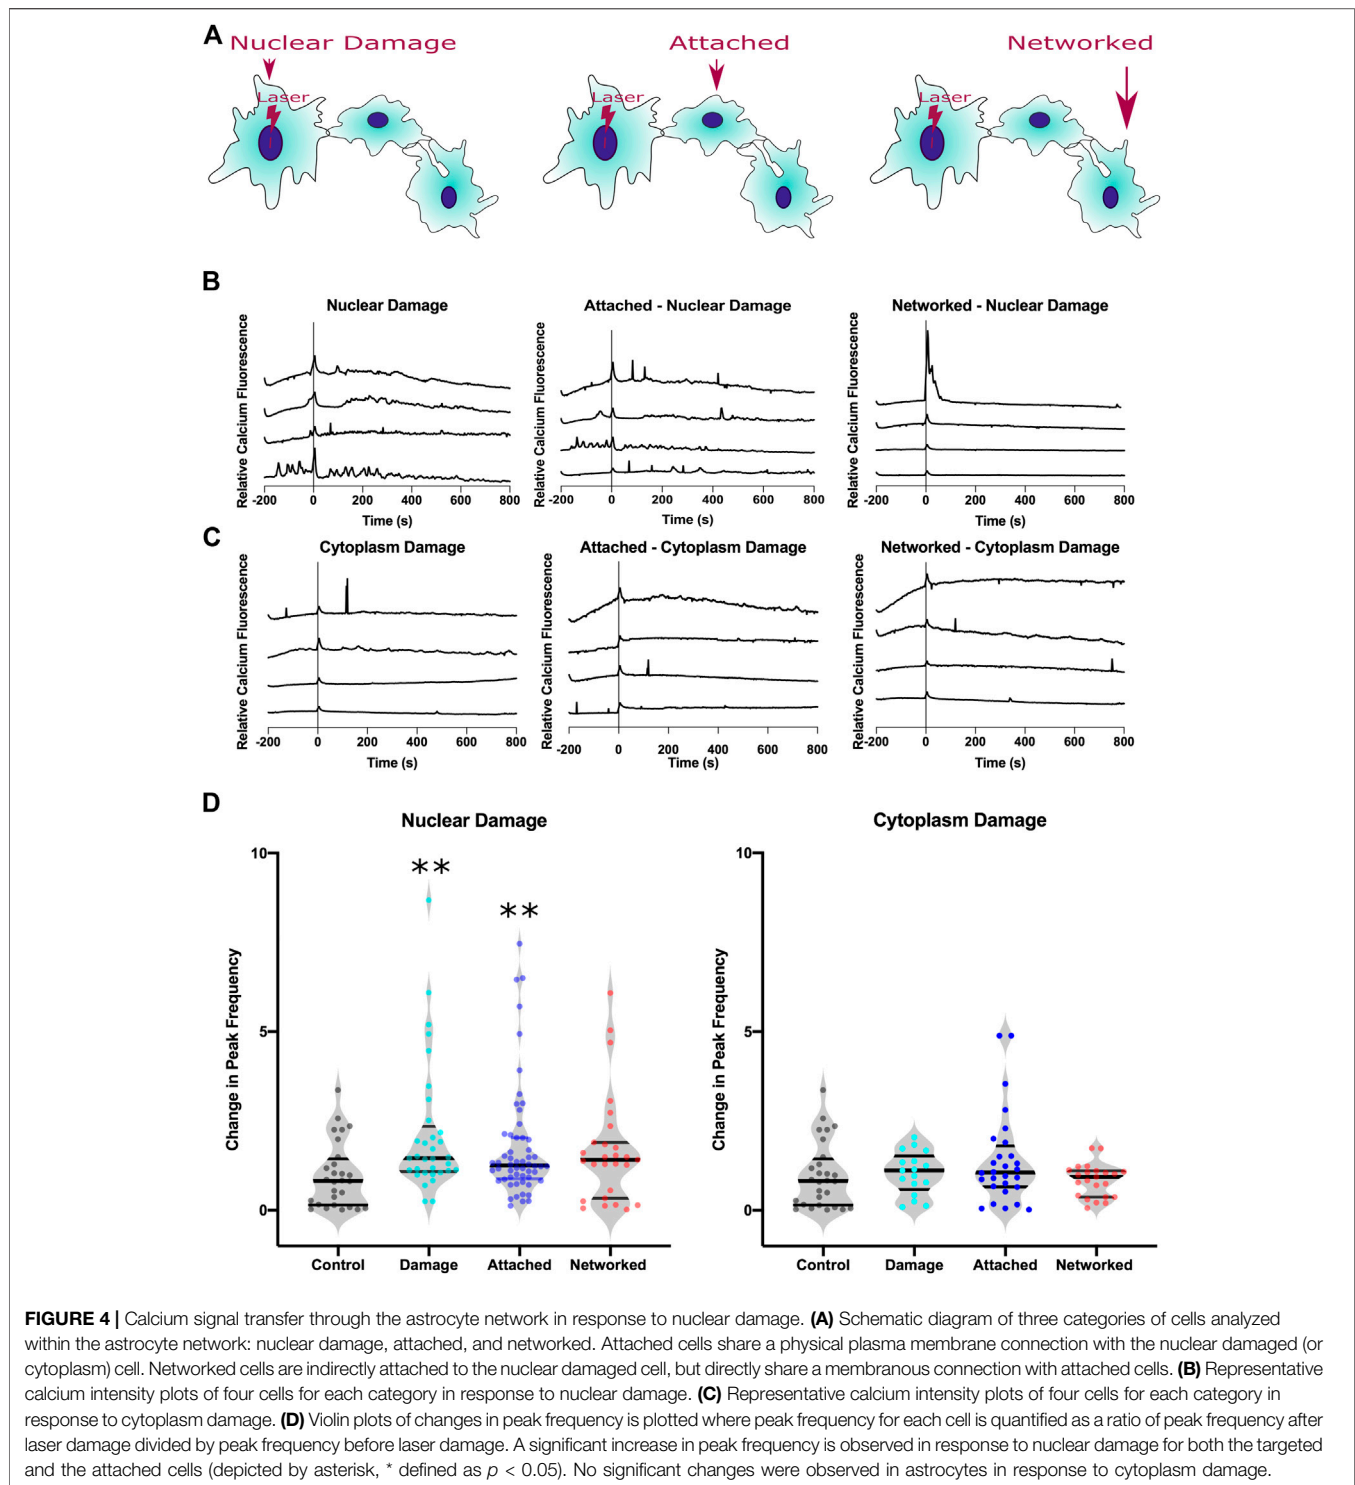 A
Nuclear Damage
Attached
Networked
Laser
Laser
Laser
B
Nuclear Damage
Attached - Nuclear Damage
Networked - Nuclear Damage
Relative Calcium Fluorescence
Relative Calcium Fluorescence
Relative Calcium Fluorescence
-200 0 200 400 600 800
-200 0 200 400 600 800
-200 0 200 400 600 800
Time (s)
Time (s)
Time (s)
C
Cytoplasm Damage
Attached - Cytoplasm Damage
Networked - Cytoplasm Damage
Relative Calcium Fluorescence
Relative Calcium Fluorescence
Relative Calcium Fluorescence
-200 0 200 400 600 800
-200 0 200 400 600 800
-200 0 200 400 600 800
Time (s)
Time (s)
Time (s)
D
Nuclear Damage
Cytoplasm Damage
Change in Peak Frequency
10
5
0
**
**
Control Damage Attached Networked
Change in Peak Frequency
10
5
0
Control Damage Attached Networked
FIGURE 4 | Calcium signal transfer through the astrocyte network in response to nuclear damage. (A) Schematic diagram of three categories of cells analyzed
within the astrocyte network: nuclear damage, attached, and networked. Attached cells share a physical plasma membrane connection with the nuclear damaged (or
cytoplasm) cell. Networked cells are indirectly attached to the nuclear damaged cell, but directly share a membranous connection with attached cells. (B) Representative
calcium intensity plots of four cells for each category in response to nuclear damage. (C) Representative calcium intensity plots of four cells for each category in
response to cytoplasm damage. (D) Violin plots of changes in peak frequency is plotted where peak frequency for each cell is quantified as a ratio of peak frequency after
laser damage divided by peak frequency before laser damage. A significant increase in peak frequency is observed in response to nuclear damage for both the targeted
and the attached cells (depicted by asterisk, * defined as p < 0.05). No significant changes were observed in astrocytes in response to cytoplasm damage.